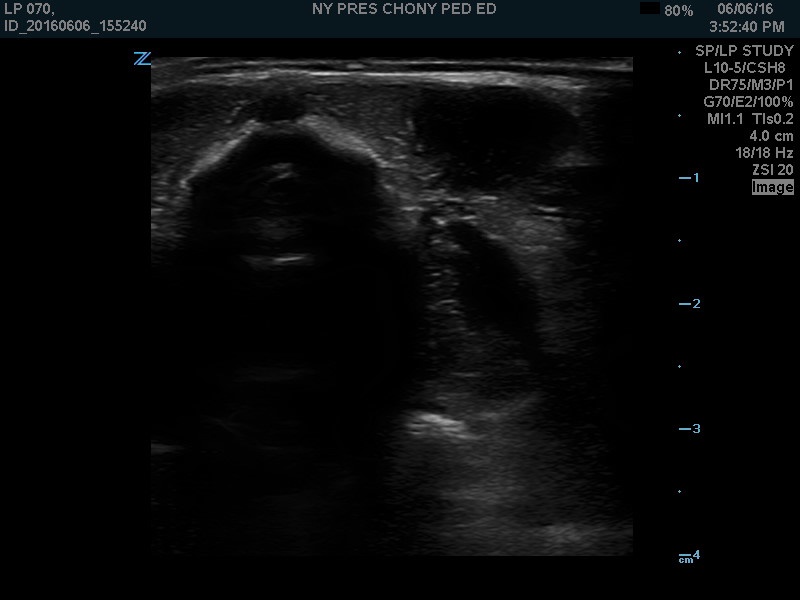 LP 070,
ID_20160606_155240
NY PRES CHONY PED ED
80%
06/06/16
3:52:40 PM
Z
SP/LP STUDY
L10-5/CSH8
DR75/M3/P1
G70/E2/100%
MI1.1 TIs0.2
4.0 cm
18/18 Hz
ZSI 20
Image
1
2
3
cm 4